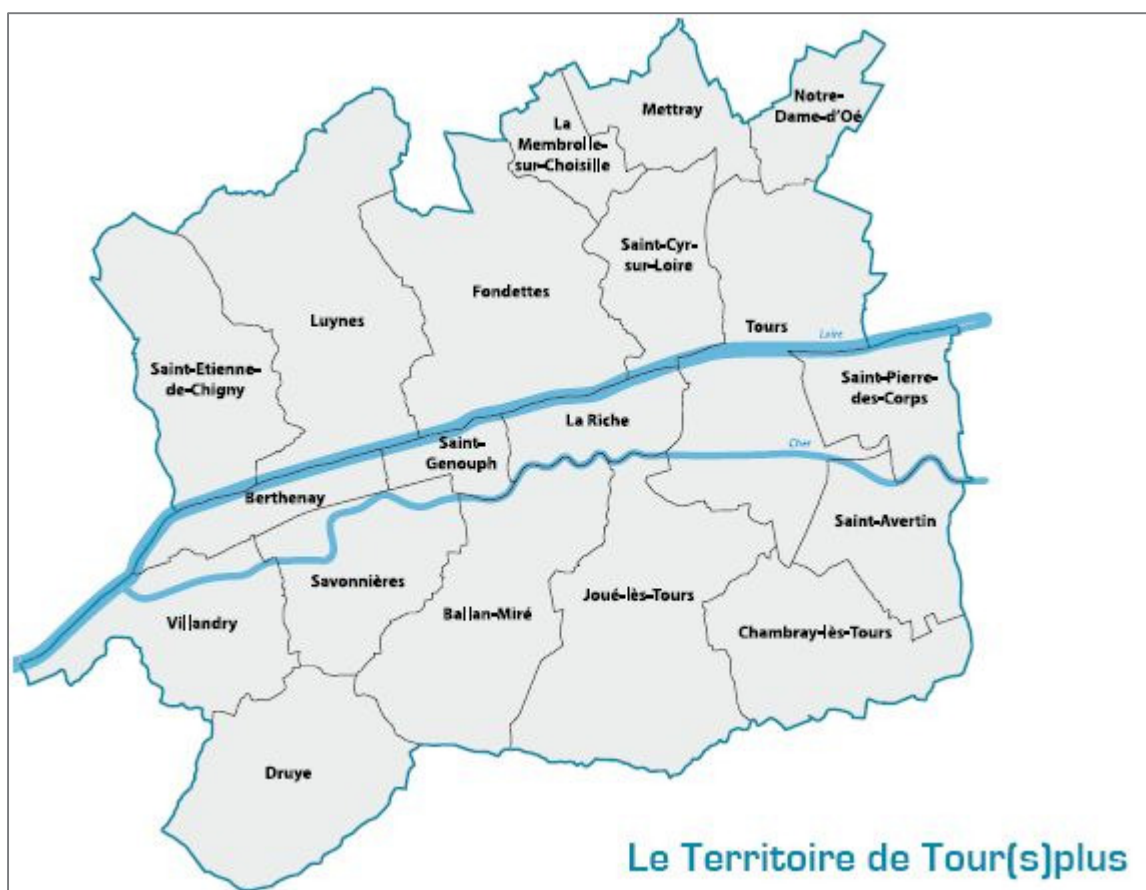 Notre-
Dame-d'Oé
Mettray
La
Membrolle-
sur-Choisille
Saint-Cyr-
sur-Loire
Fondettes
Luynes
Tours
Loire
Saint-Etienne-
de-Chigny
Saint-Pierre-
des-Corps
La Riche
Saint-
Genouph
Cher
Berthenay
Saint-Avertin
Savonnières
Joué-lès-Tours
Ballan-Miré
Villandry
Chambray-lès-Tours
Druye
Le Territoire de Tour(s)plus